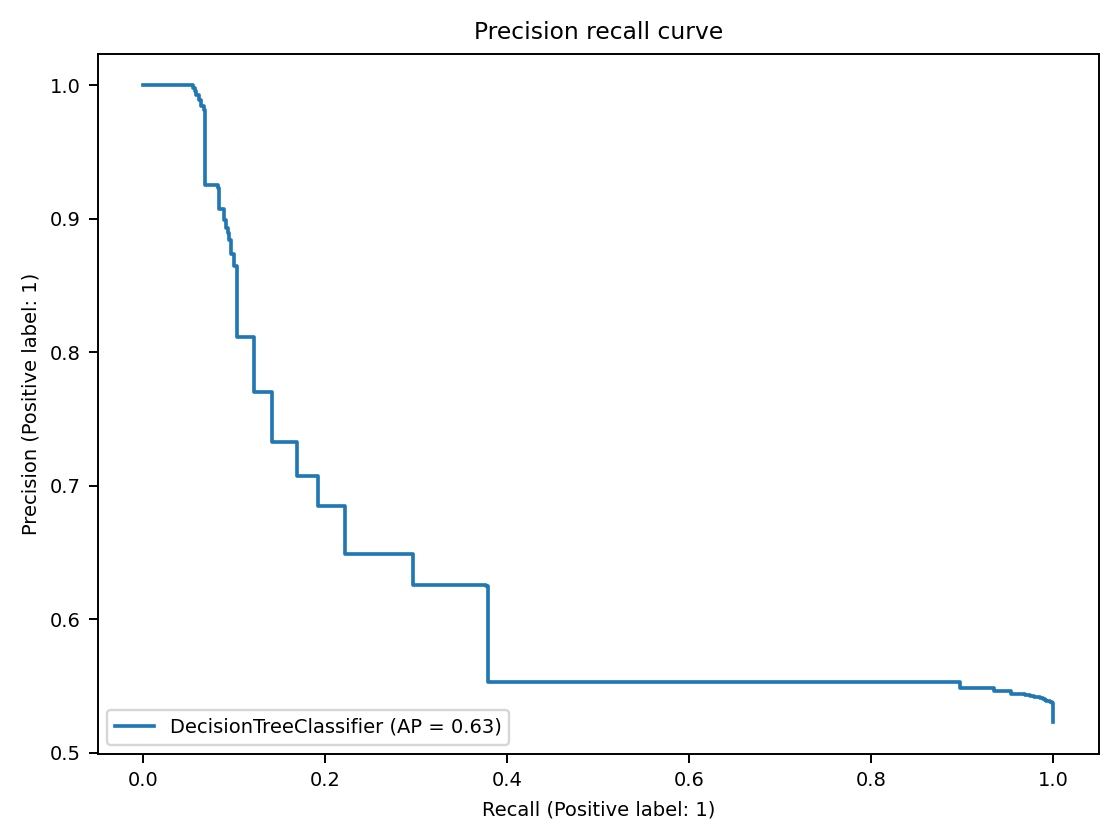 Precision recall curve
Precision (Positive label: 1)
1.0
0.9
0.8
0.7
0.6
0.5
DecisionTreeClassifier (AP = 0.63)
0.0 0.2 0.4 0.6 0.8 1.0
Recall (Positive label: 1)